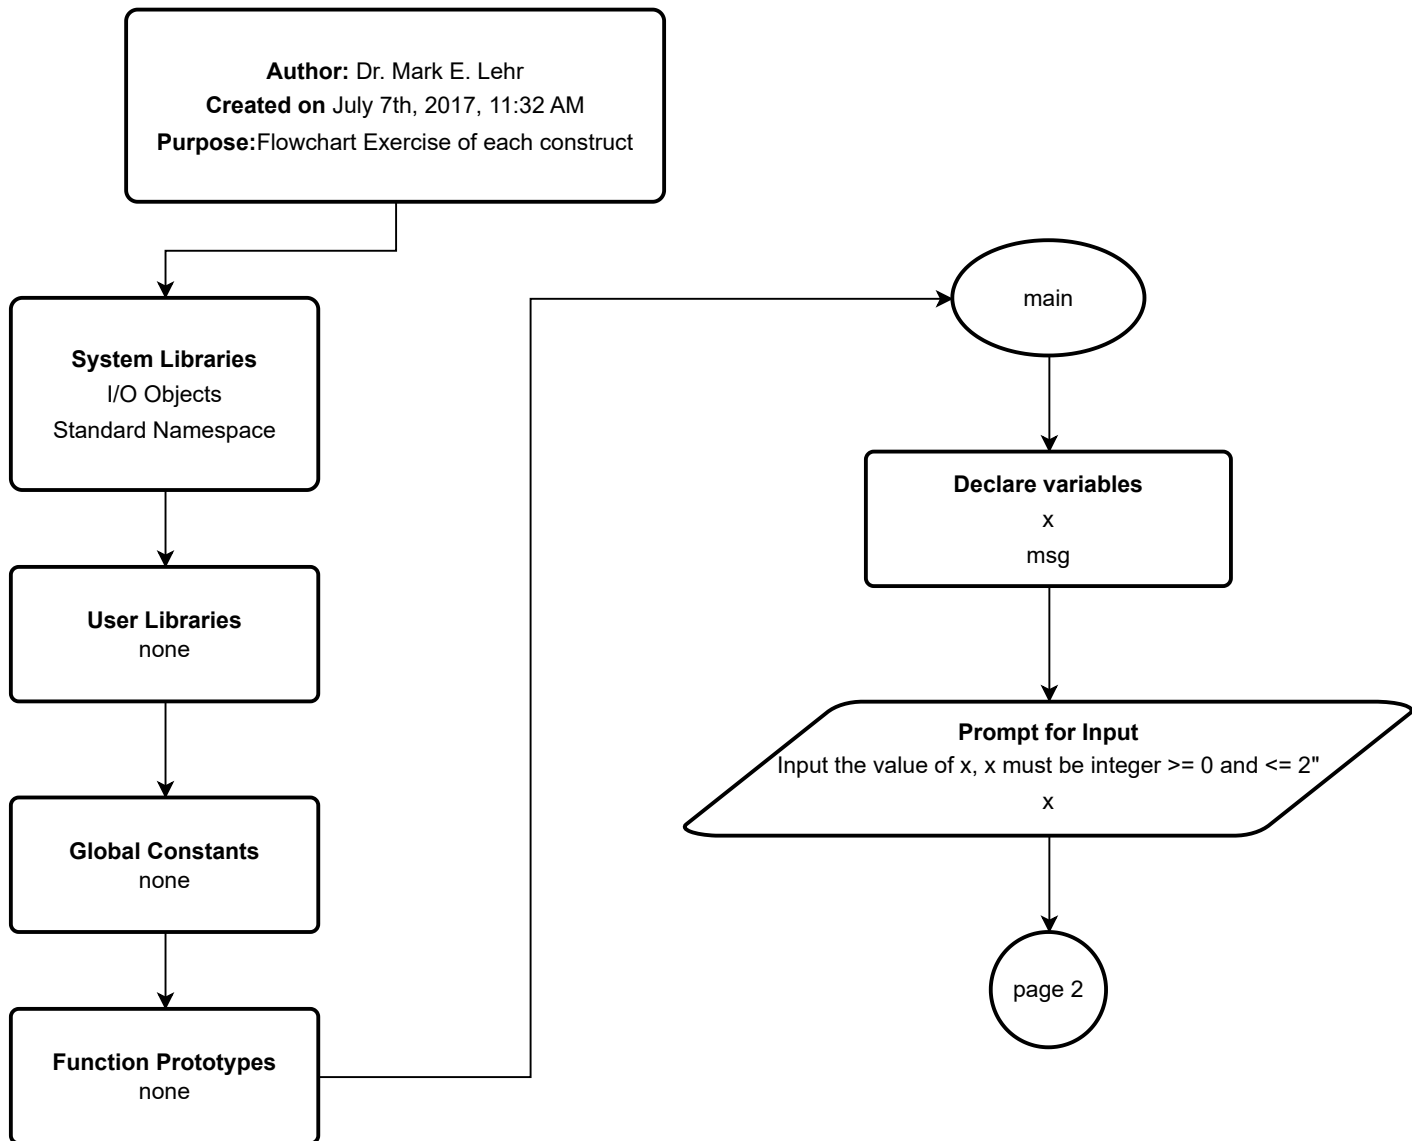 Author: Dr. Mark E. Lehr
Created on July 7th, 2017, 11:32 AM
Purpose:Flowchart Exercise of each construct
System Libraries
I/O Objects
Standard Namespace
User Libraries
none
Global Constants
none
Function Prototypes
none
main
Declare variables
x
msg
Prompt for Input
Input the value of x, x must be integer >= 0 and <= 2"
x
page 2